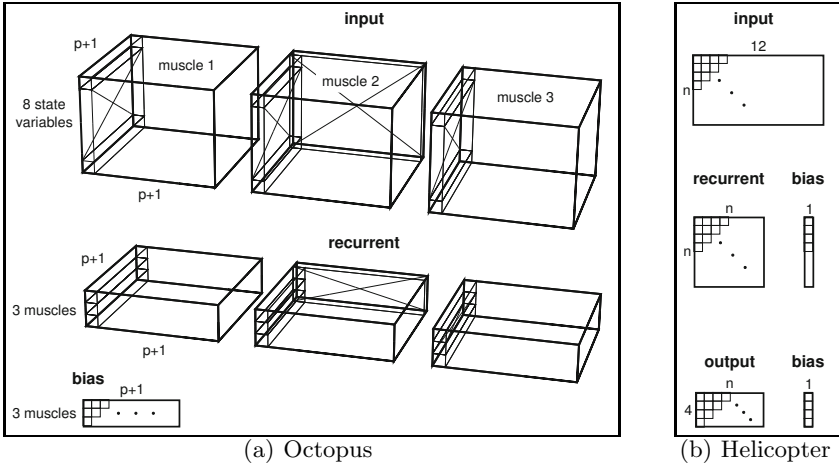 input
p+1
muscle 1
muscle 2
muscle 3
8 state
variables
p+1
recurrent
p+1
3 muscles
p+1
bias
p+1
3 muscles
(a) Octopus
input
12
n
recurrent
bias
n
1
n
output
bias
n
1
4
(b) Helicopter